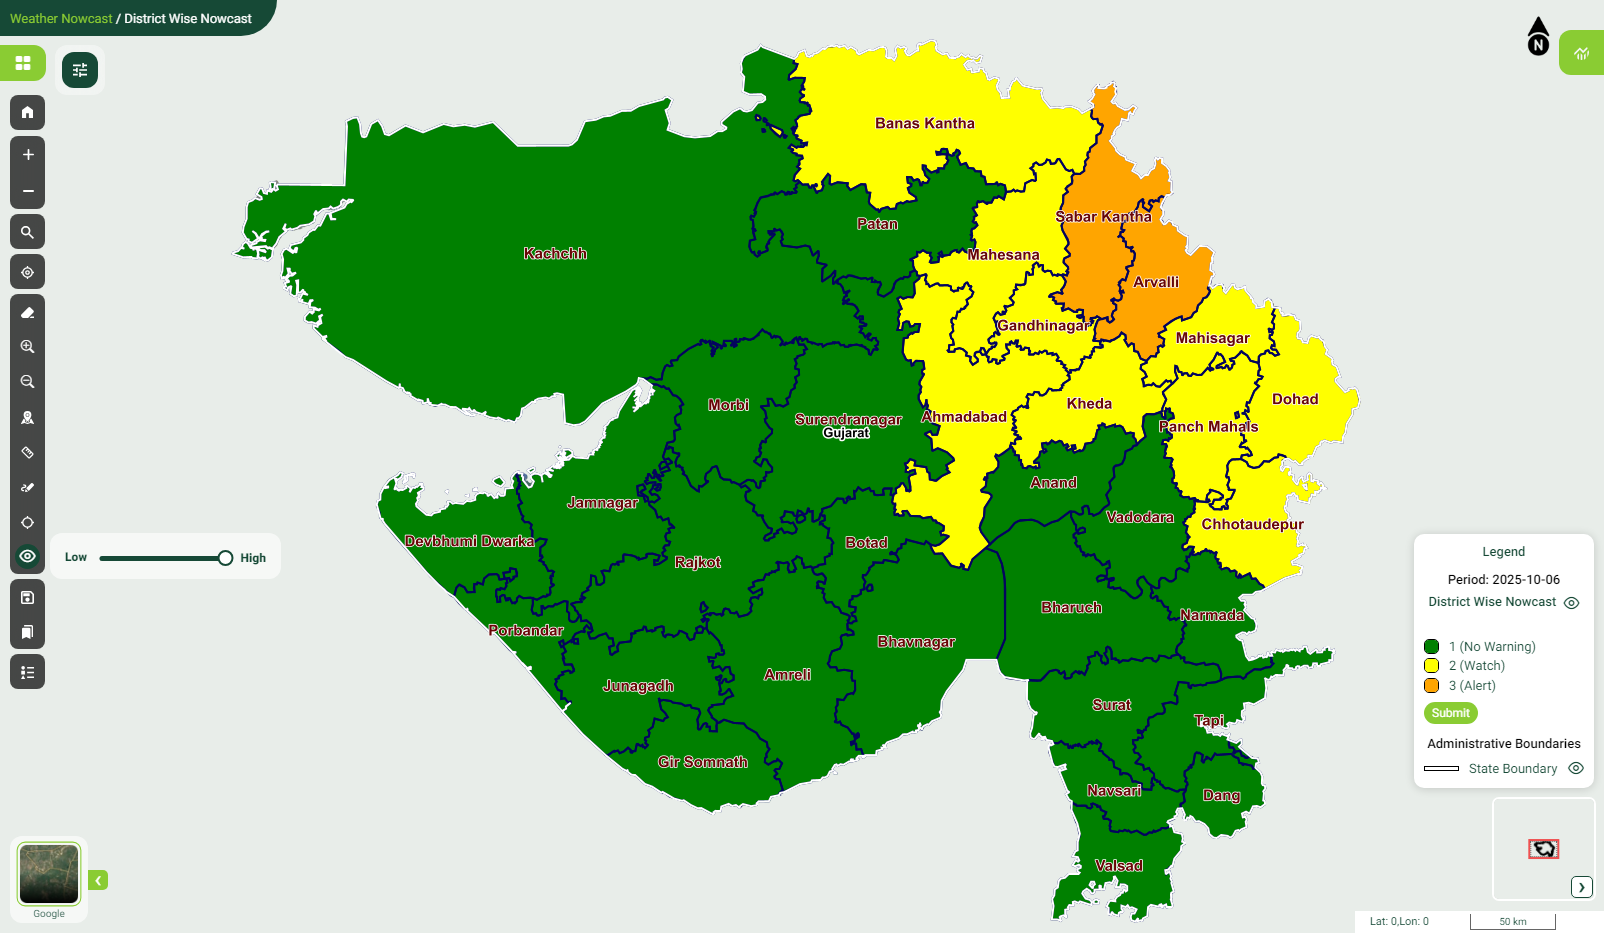 Weather Nowcast / District Wise Nowcast
N
Banas Kantha
Sabar Kantha
Patan
Kachchh
Mahesana
Arvalli
Gandhinagar
Mahisagar
Morbi
Surendranagar
Gujarat
Ahmadabad
Kheda
Dohad
Panch Mahals
Anand
Jamnagar
Vadodara
Chhotaudepur
Devbhumi Dwarka
Botad
Rajkot
Low
High
Bharuch
Narmada
Porbandar
Bhavnagar
Junagadh
Amreli
Surat
Tapi
Gir Somnath
Navsari
Dang
Valsad
Legend
Period: 2025-10-06
District Wise Nowcast
1 (No Warning)
2 (Watch)
3 (Alert)
Submit
Administrative Boundaries
State Boundary
Google
Lat: 0,Lon: 0
50 km